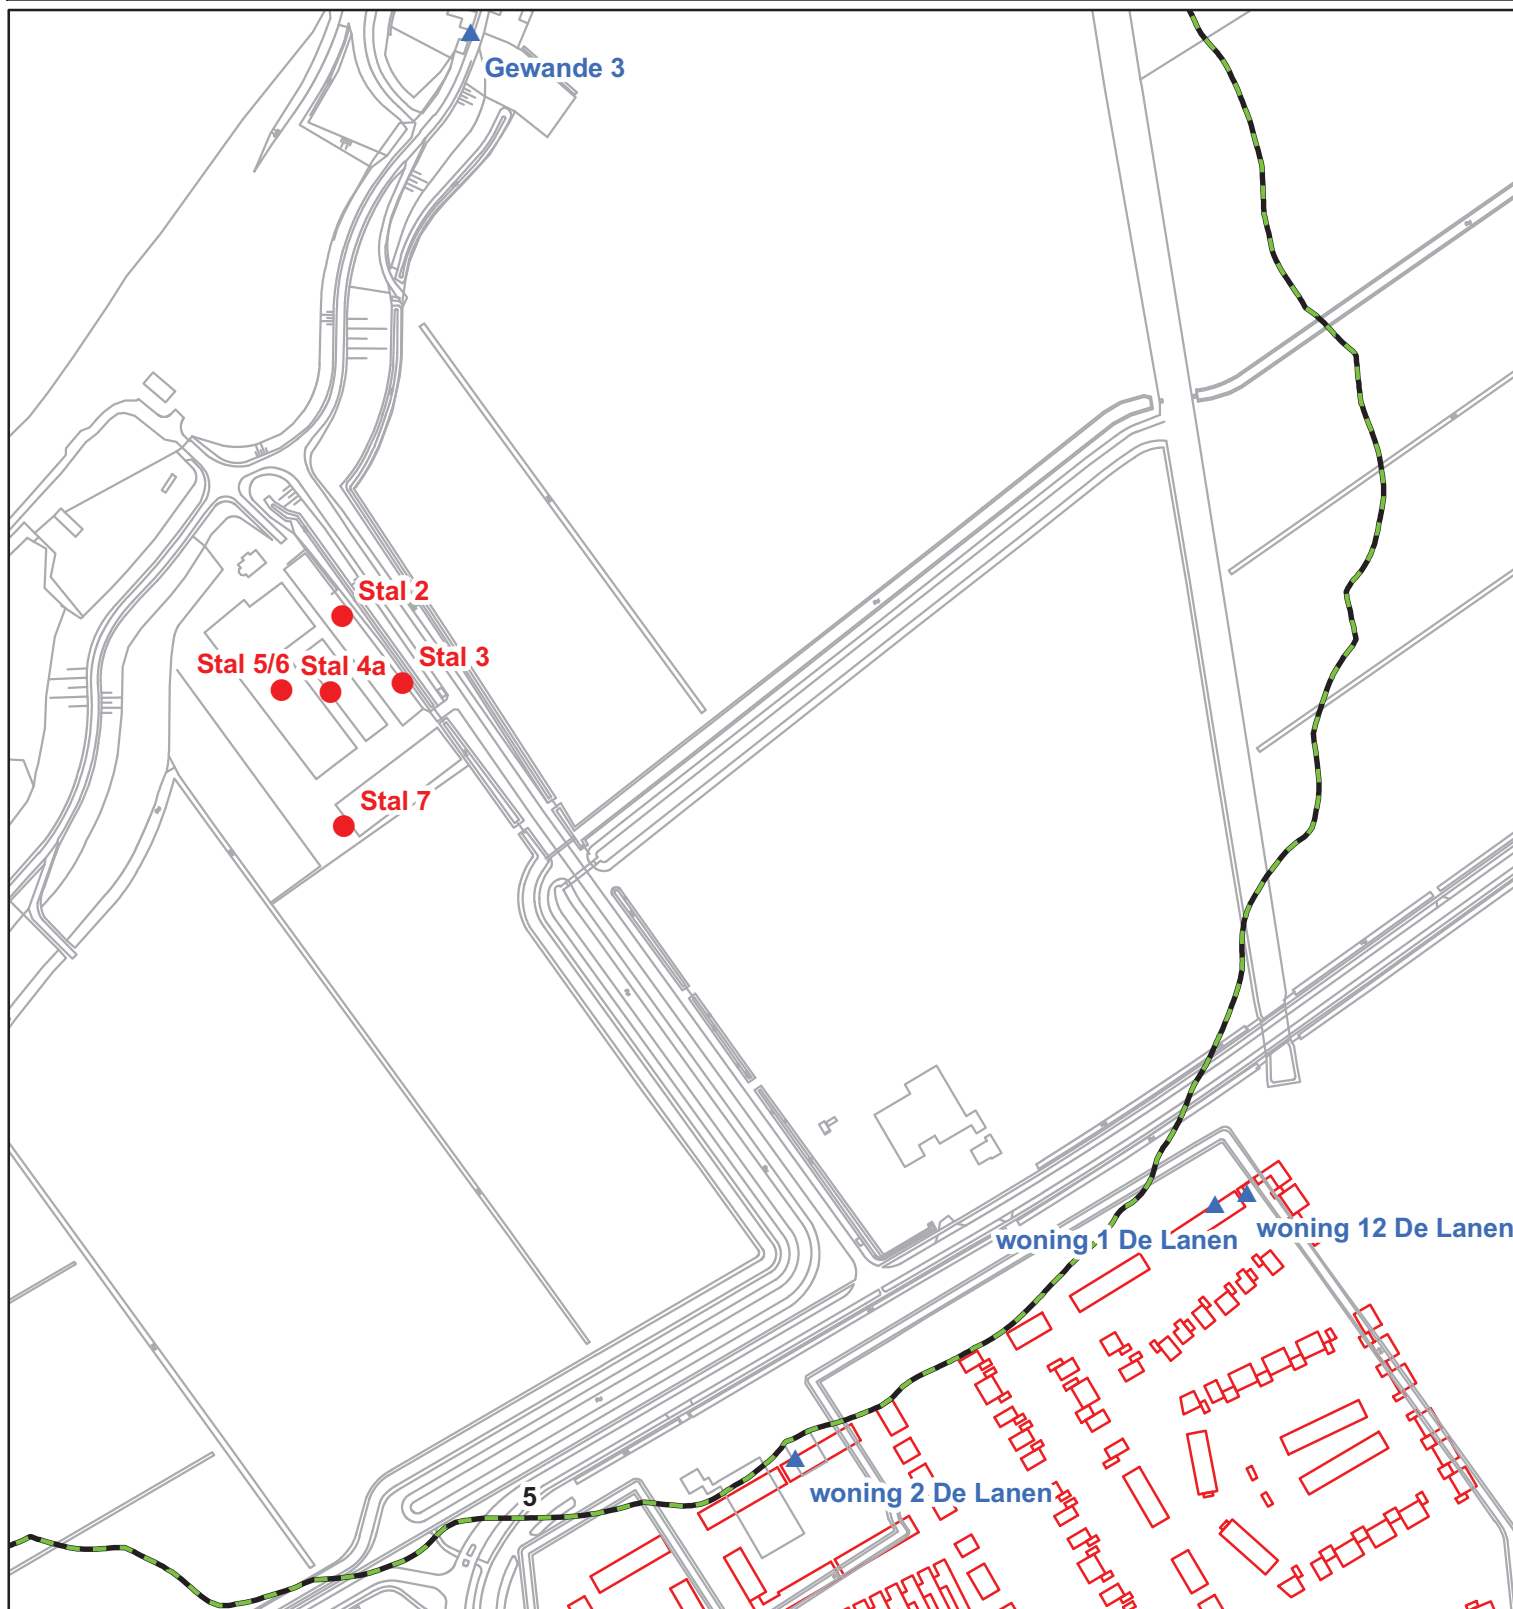 Gewande 3
Stal 2
Stal 5/6
Stal 4a
Stal 3
Stal 7
woning 1 De Lanen
woning 12 De Lanen
woning 2 De Lanen
5